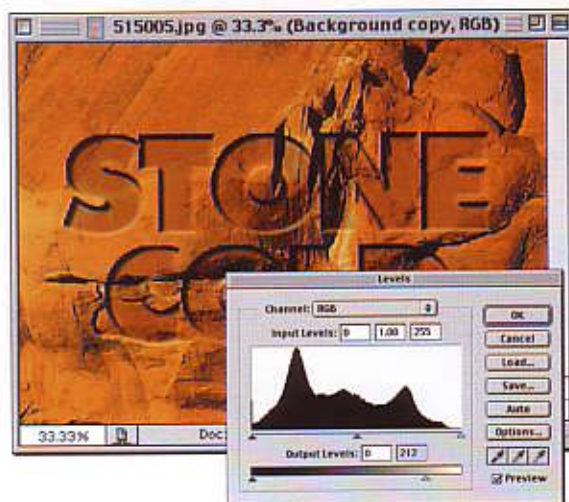 515005.jpg @ 33.3% (Background copy, RGB)
STONE
COLD
Levels
Channel: RGB
Input Levels: 0 1.00 255
OK
Cancel
Load...
Save...
Auto
Options...
Preview
Output Levels: 0 212
33.33%
Doc: